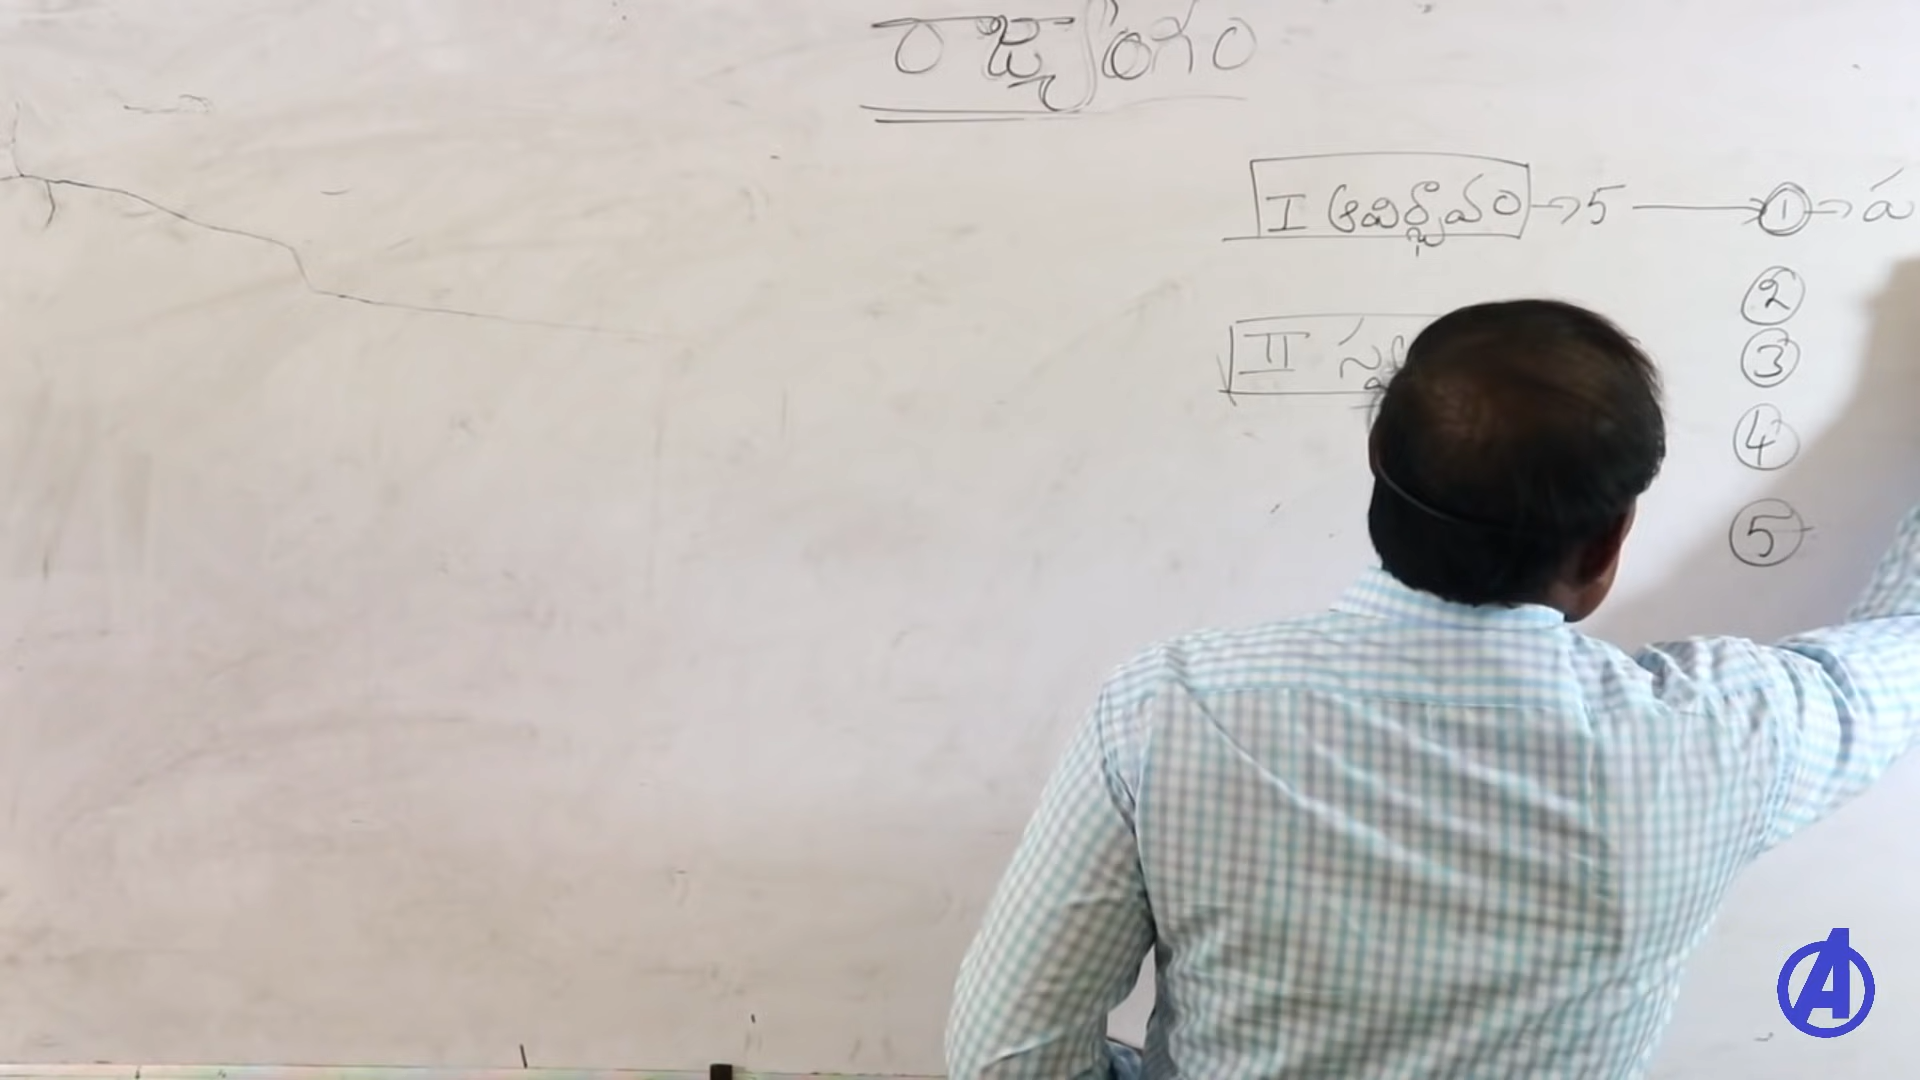 రాజ్యాంగం
I ఆవిర్భావం → 5 → ① →
②
II
③
④
⑤